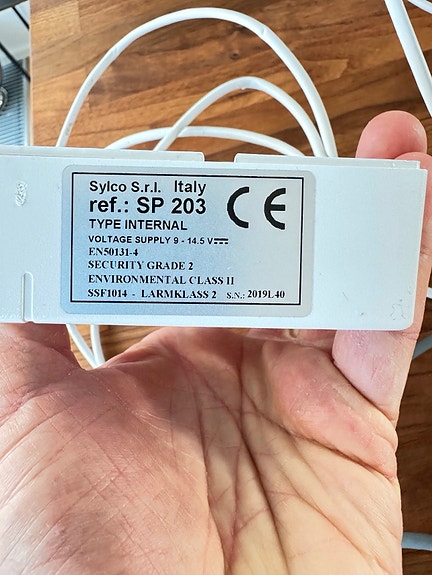 Sylco S.r.l. Italy
ref.: SP 203
CE
TYPE INTERNAL
VOLTAGE SUPPLY 9 - 14.5 V⎓
EN50131-4
SECURITY GRADE 2
ENVIRONMENTAL CLASS II
SSF1014 - LARMKLASS 2 S.N.: 2019L40